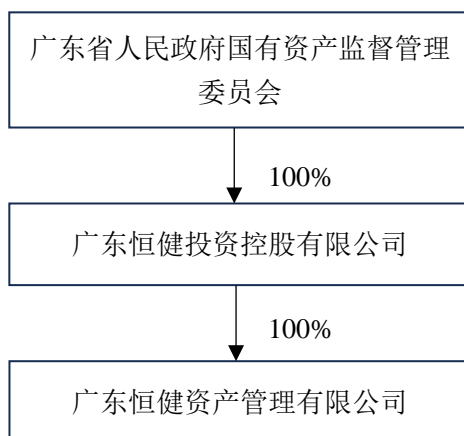 广东省人民政府国有资产监督管理
委员会
100%
广东恒健投资控股有限公司
100%
广东恒健资产管理有限公司